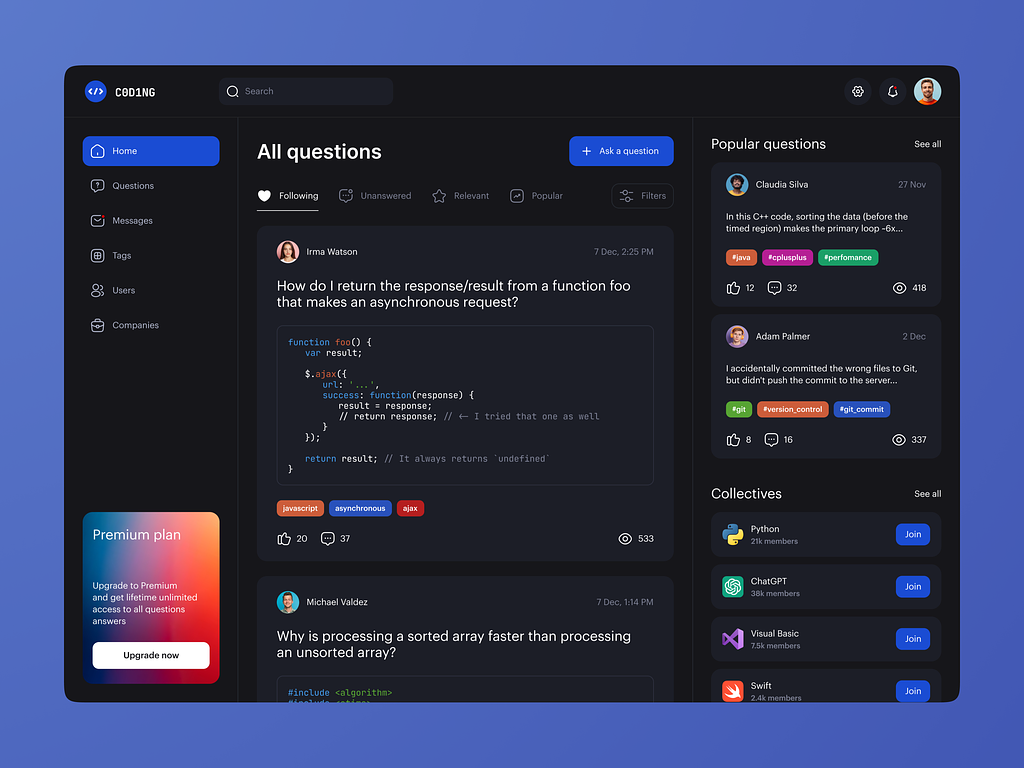 C0D1NG
Search
Home
Questions
Messages
Tags
Users
Companies
Premium plan
Upgrade to Premium
and get lifetime unlimited
access to all questions
answers
Upgrade now
All questions
+ Ask a question
Following
Unanswered
Relevant
Popular
Filters
Irma Watson
7 Dec, 2:25 PM
How do I return the response/result from a function foo
that makes an asynchronous request?
function foo() {
var result;
$.ajax({
url: '...',
success: function(response) {
result = response;
// return response; // <- I tried that one as well
}
});
return result; // It always returns `undefined`
}
javascript
asynchronous
ajax
20
37
533
Michael Valdez
7 Dec, 1:14 PM
Why is processing a sorted array faster than processing
an unsorted array?
#include <algorithm>
Popular questions
See all
Claudia Silva
27 Nov
In this C++ code, sorting the data (before the
timed region) makes the primary loop ~6x...
#java
#cplusplus
#perfomance
12
32
418
Adam Palmer
2 Dec
I accidentally committed the wrong files to Git,
but didn't push the commit to the server...
#git
#version_control
#git_commit
8
16
337
Collectives
See all
Python
21k members
Join
ChatGPT
38k members
Join
Visual Basic
7.5k members
Join
Swift
2.4k members
Join